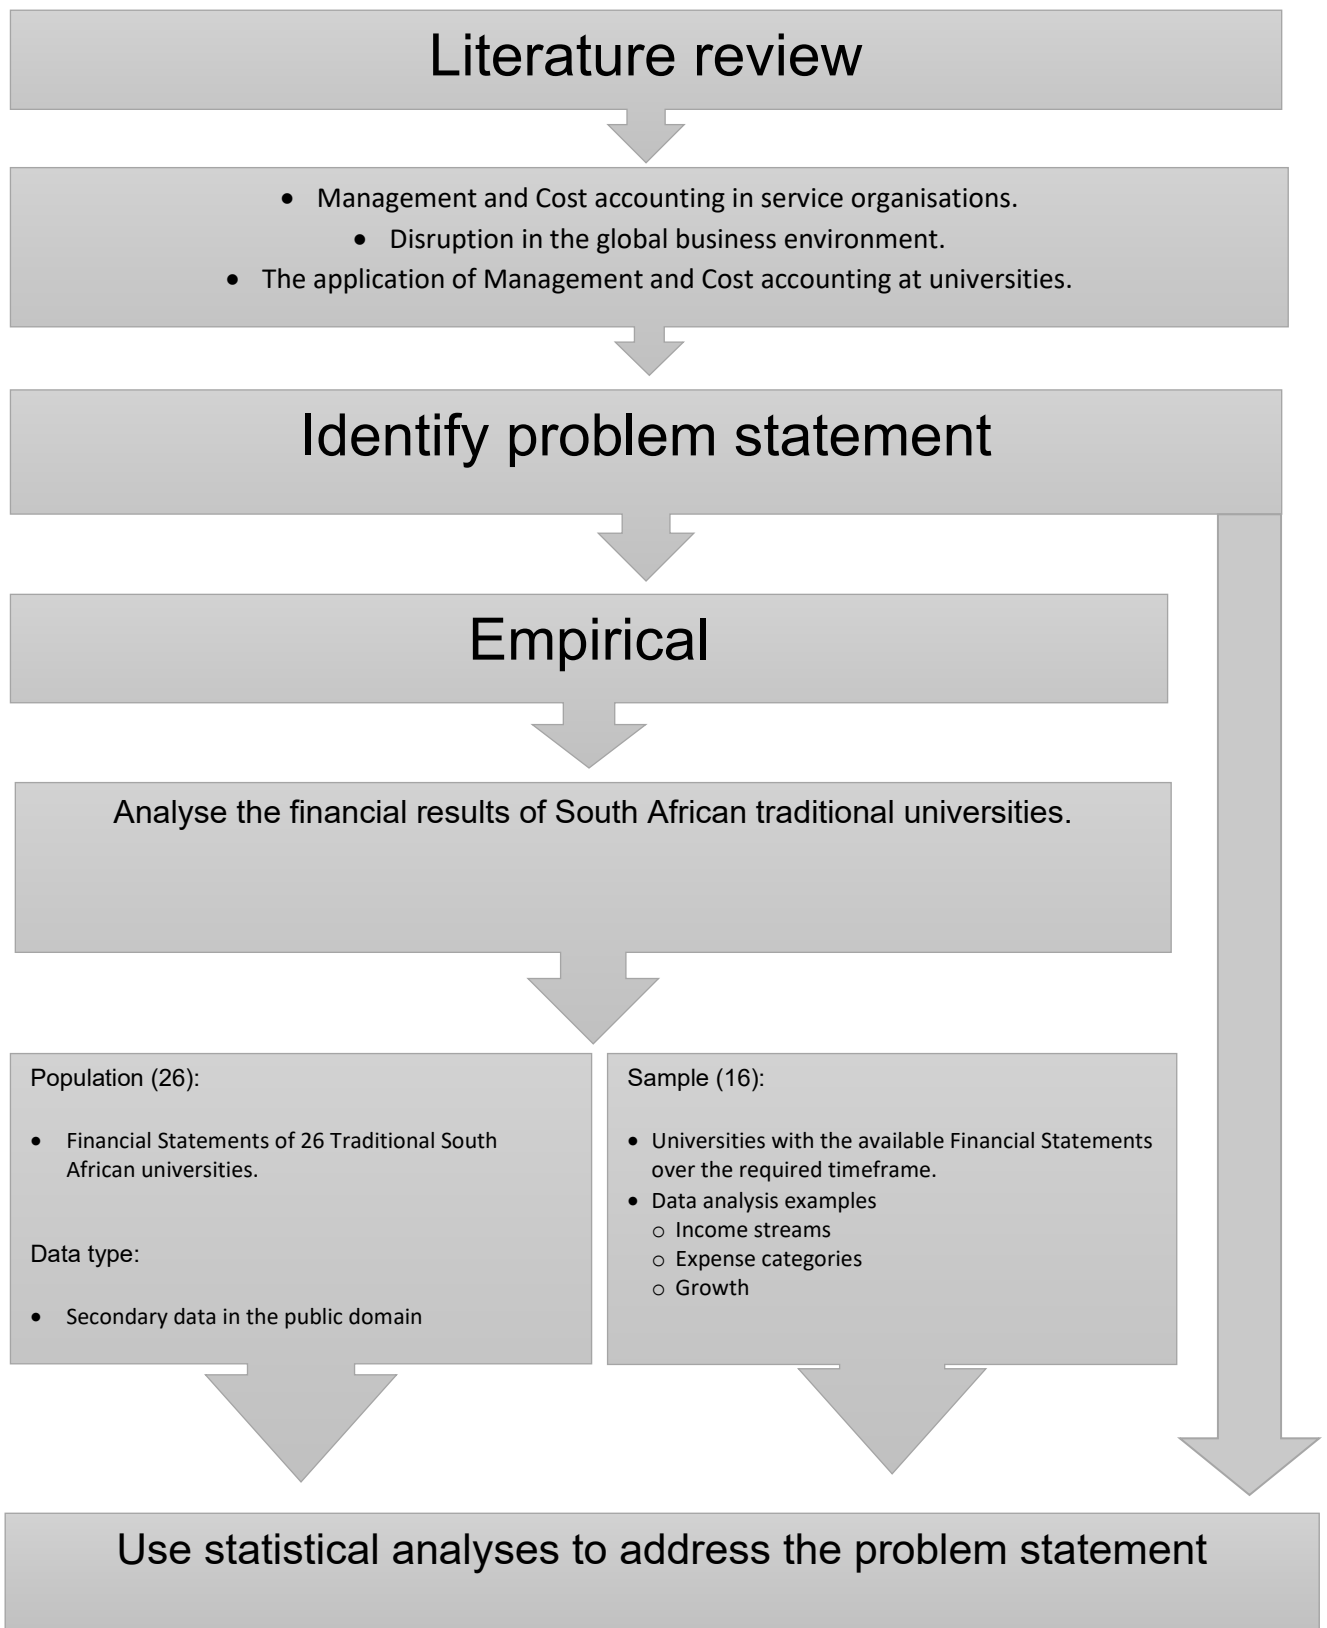 Literature review
• Management and Cost accounting in service organisations.
• Disruption in the global business environment.
• The application of Management and Cost accounting at universities.
Identify problem statement
Empirical
Analyse the financial results of South African traditional universities.
Population (26):
• Financial Statements of 26 Traditional South
African universities.
Data type:
• Secondary data in the public domain
Sample (16):
• Universities with the available Financial Statements
over the required timeframe.
• Data analysis examples
o Income streams
o Expense categories
o Growth
Use statistical analyses to address the problem statement